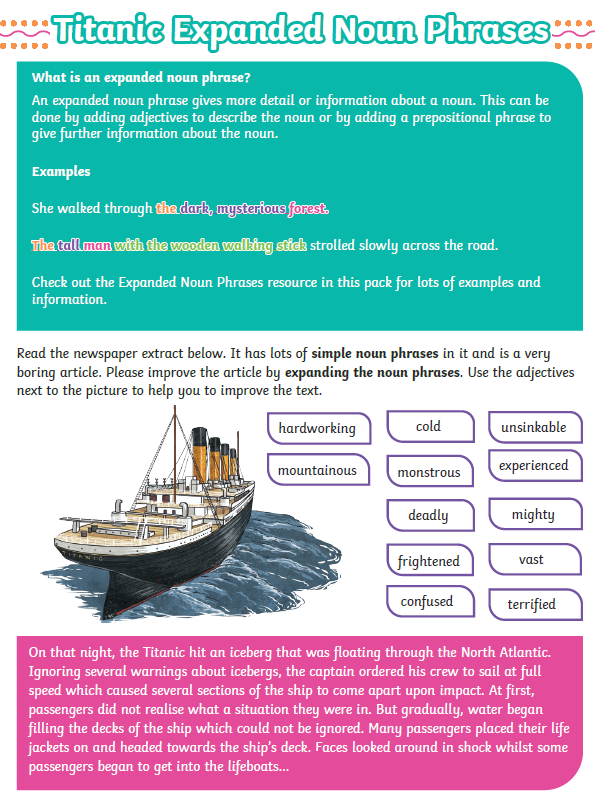 Titanic Expanded Noun Phrases
What is an expanded noun phrase?
An expanded noun phrase gives more detail or information about a noun. This can be
done by adding adjectives to describe the noun or by adding a prepositional phrase to
give further information about the noun.
Examples
She walked through the dark, mysterious forest.
The tall man with the wooden walking stick strolled slowly across the road.
Check out the Expanded Noun Phrases resource in this pack for lots of examples and
information.
Read the newspaper extract below. It has lots of simple noun phrases in it and is a very
boring article. Please improve the article by expanding the noun phrases. Use the adjectives
next to the picture to help you to improve the text.
hardworking
cold
unsinkable
mountainous
monstrous
experienced
deadly
mighty
frightened
vast
confused
terrified
TITANIC
On that night, the Titanic hit an iceberg that was floating through the North Atlantic.
Ignoring several warnings about icebergs, the captain ordered his crew to sail at full
speed which caused several sections of the ship to come apart upon impact. At first,
passengers did not realise what a situation they were in. But gradually, water began
filling the decks of the ship which could not be ignored. Many passengers placed their life
jackets on and headed towards the ship's deck. Faces looked around in shock whilst some
passengers began to get into the lifeboats...